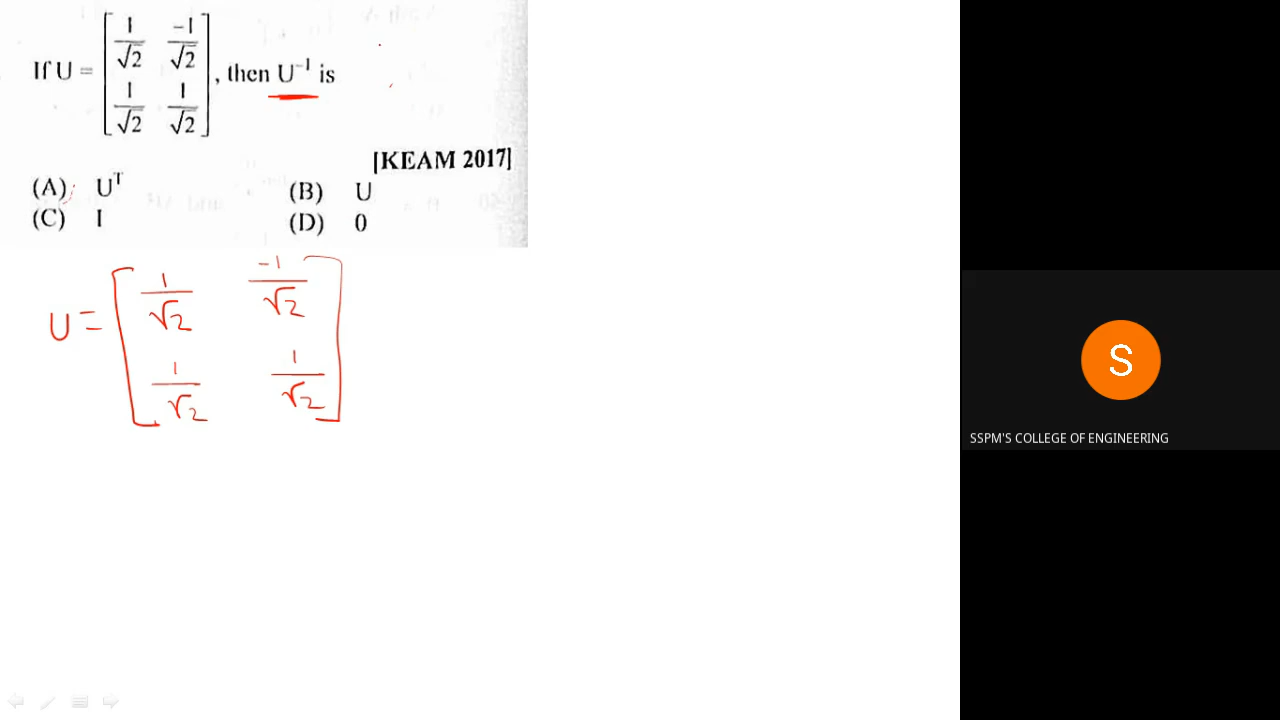 If U = [ 1/√2 -1/√2
1/√2 1/√2 ], then U⁻¹ is
[KEAM 2017]
(A) Uᵀ (B) U
(C) I (D) 0
U = [ 1/√2 -1/√2
1/√2 1/√2 ]
S
SSPM'S COLLEGE OF ENGINEERING